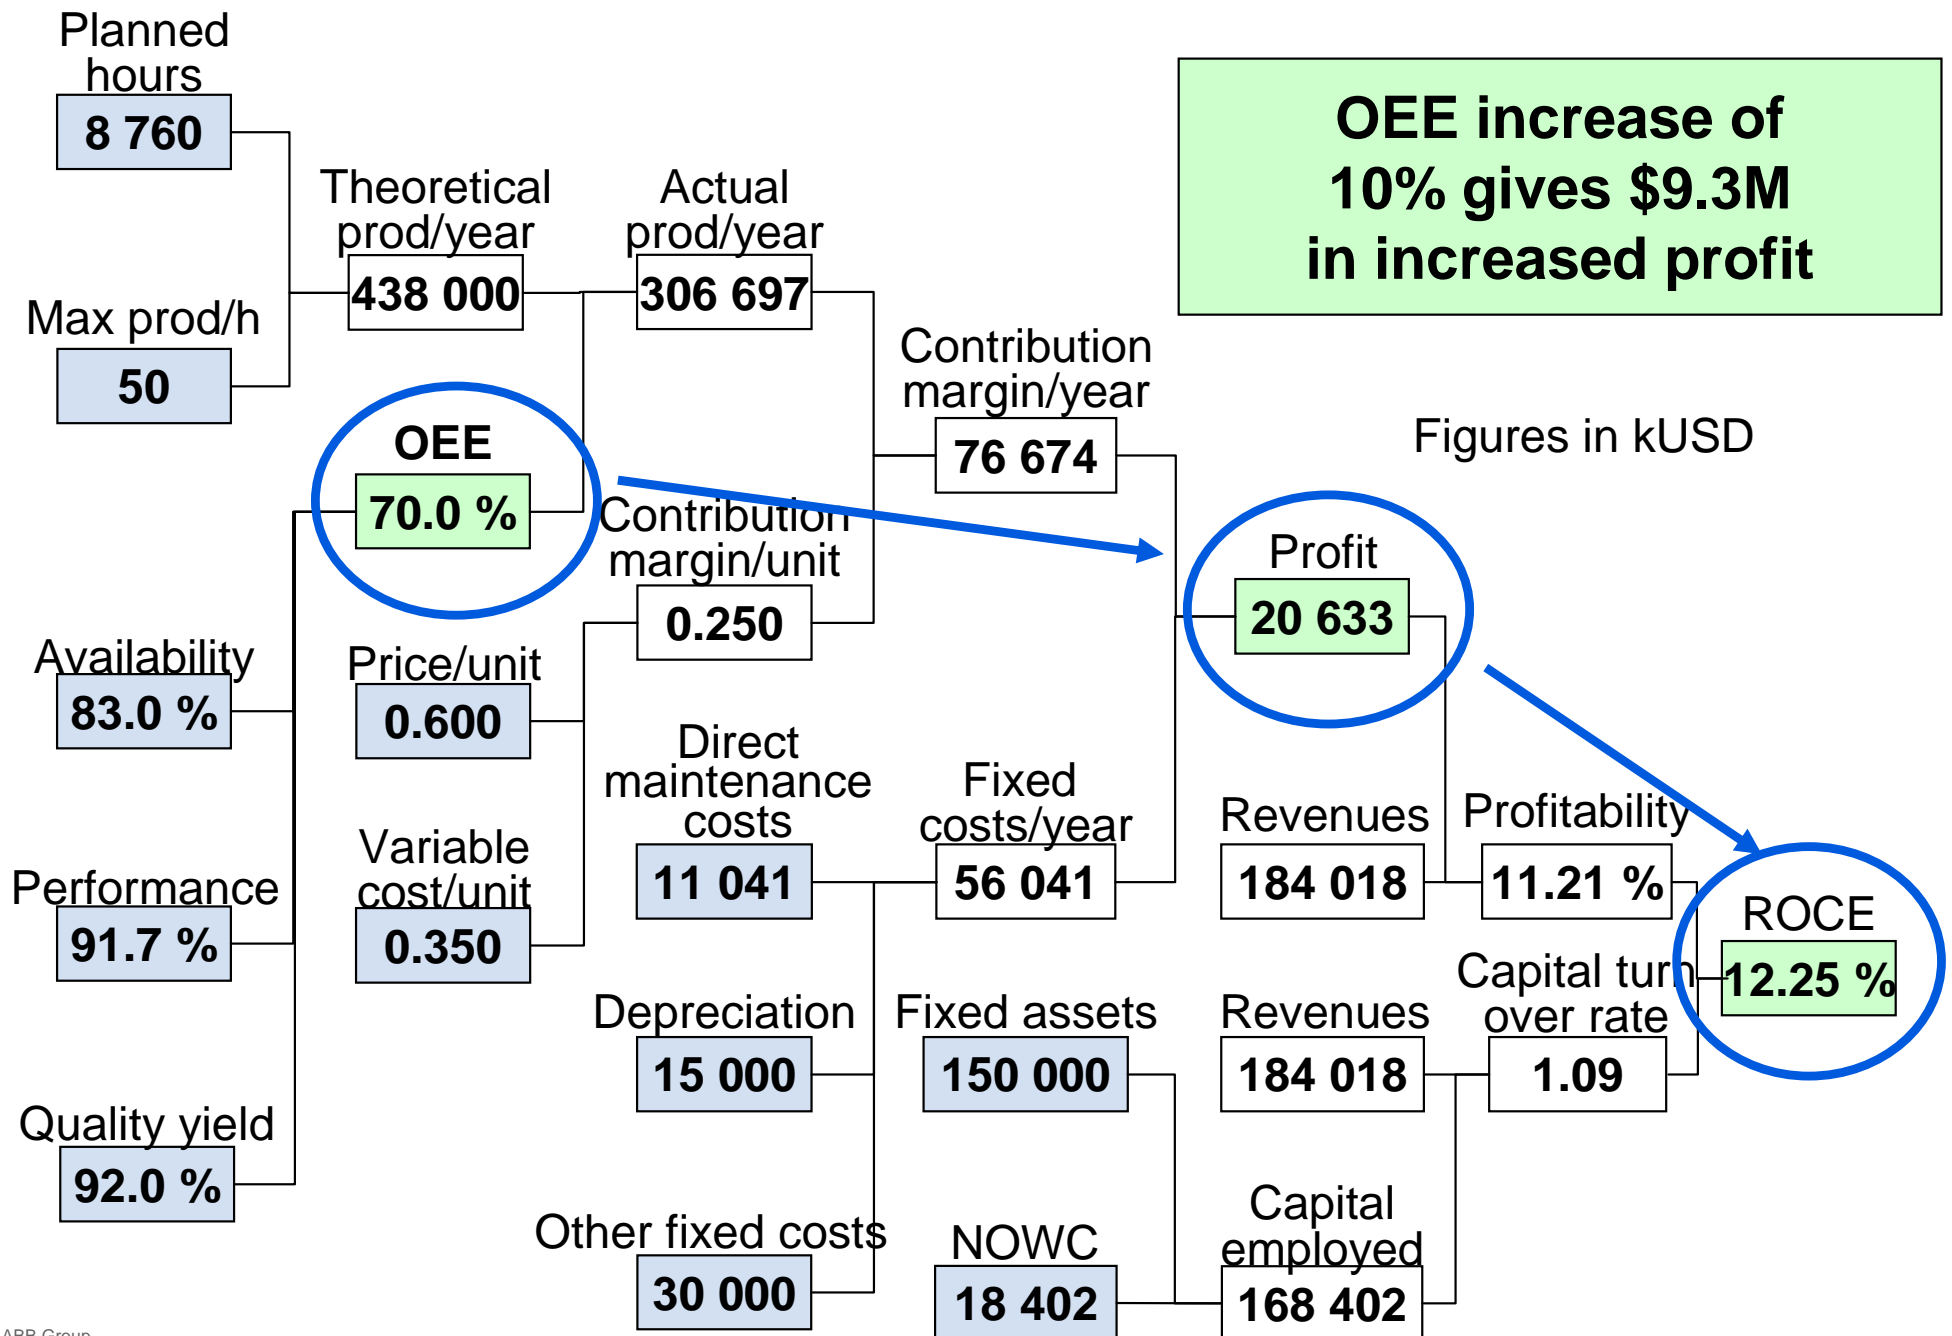 Planned
hours
8 760
Max prod/h
50
Theoretical
prod/year
438 000
Actual
prod/year
306 697
OEE increase of
10% gives $9.3M
in increased profit
OEE
70.0 %
Contribution
margin/year
76 674
Figures in kUSD
Contribution
margin/unit
0.250
Profit
20 633
Availability
83.0 %
Price/unit
0.600
Direct
maintenance
costs
11 041
Fixed
costs/year
56 041
Revenues
184 018
Profitability
11.21 %
Performance
91.7 %
Variable
cost/unit
0.350
ROCE
12.25 %
Depreciation
15 000
Fixed assets
150 000
Revenues
184 018
Capital turn
over rate
1.09
Quality yield
92.0 %
Other fixed costs
30 000
NOWC
18 402
Capital
employed
168 402
ABB Group